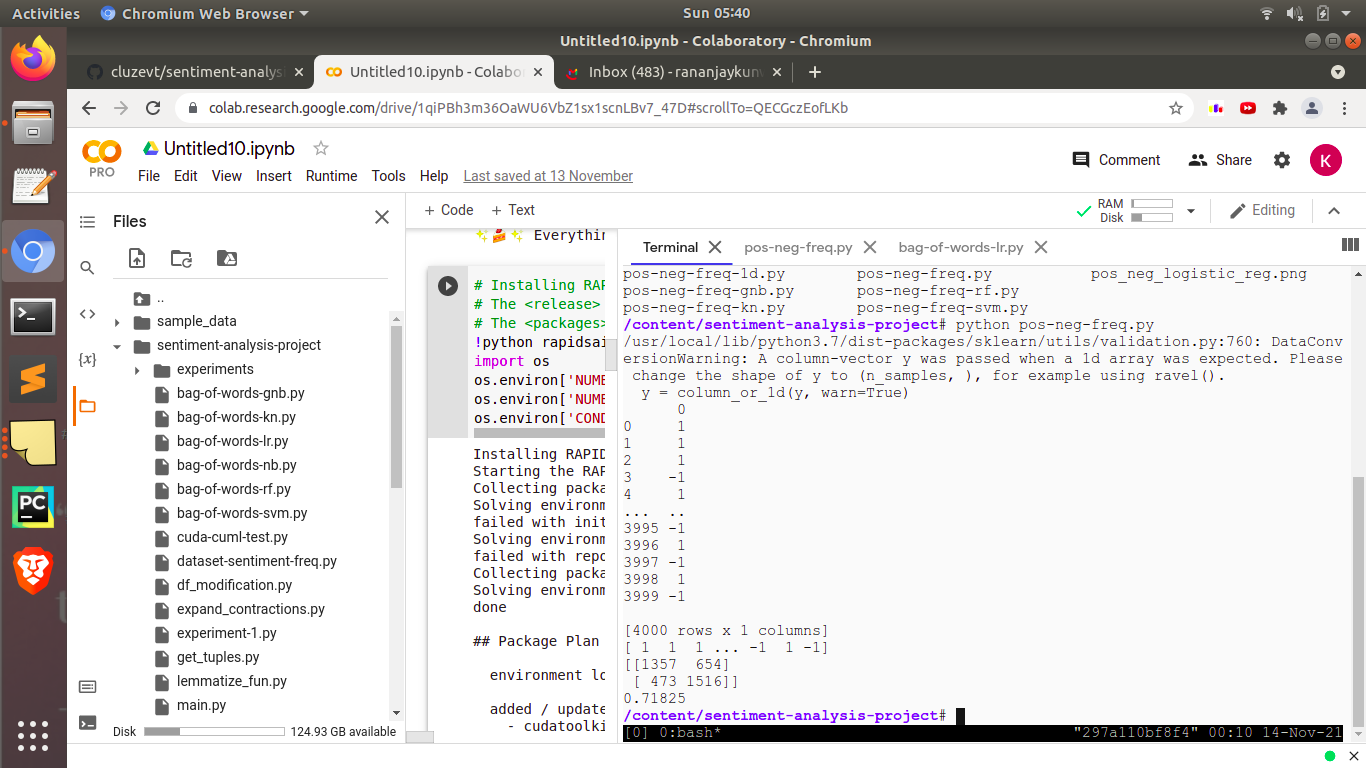 Activities
Chromium Web Browser
Sun 05:40
Untitled10.ipynb - Colaboratory - Chromium
cluzevt/sentiment-analys
Untitled10.ipynb - Colabo
Inbox (483) - rananjaykun
colab.research.google.com/drive/1qiPBh3m36OaWU6VbZ1sx1scnLBv7_47D#scrollTo=QECGczEofLKb
PRO
Untitled10.ipynb
File Edit View Insert Runtime Tools Help Last saved at 13 November
Comment
Share
K
Files
+ Code + Text
RAM
Disk
Editing
..
sample_data
sentiment-analysis-project
experiments
bag-of-words-gnb.py
bag-of-words-kn.py
bag-of-words-lr.py
bag-of-words-nb.py
bag-of-words-rf.py
bag-of-words-svm.py
cuda-cuml-test.py
dataset-sentiment-freq.py
df_modification.py
expand_contractions.py
experiment-1.py
get_tuples.py
lemmatize_fun.py
main.py
Disk 124.93 GB available
{x}
PC
Everythin
# Installing RAP
# The <release>
# The <packages>
!python rapidsai
import os
os.environ['NUMB
os.environ['NUMB
os.environ['COND
Installing RAPID
Starting the RAP
Collecting packa
Solving environm
failed with init
Solving environm
failed with repo
Collecting packa
Solving environm
done
## Package Plan
environment lo
added / update
- cudatoolki
Terminal
pos-neg-freq.py
bag-of-words-lr.py
pos-neg-freq-ld.py pos-neg-freq.py pos_neg_logistic_reg.png
pos-neg-freq-gnb.py pos-neg-freq-rf.py
pos-neg-freq-kn.py pos-neg-freq-svm.py
/content/sentiment-analysis-project# python pos-neg-freq.py
/usr/local/lib/python3.7/dist-packages/sklearn/utils/validation.py:760: DataConv
ersionWarning: A column-vector y was passed when a 1d array was expected. Please
change the shape of y to (n_samples, ), for example using ravel().
y = column_or_1d(y, warn=True)
0
0 1
1 1
2 1
3 -1
4 1
... ..
3995 -1
3996 1
3997 -1
3998 1
3999 -1
[4000 rows x 1 columns]
[ 1 1 1 ... -1 1 -1]
[[1357 654]
[ 473 1516]]
0.71825
/content/sentiment-analysis-project#
[0] 0:bash* "297a110bf8f4" 00:10 14-Nov-21